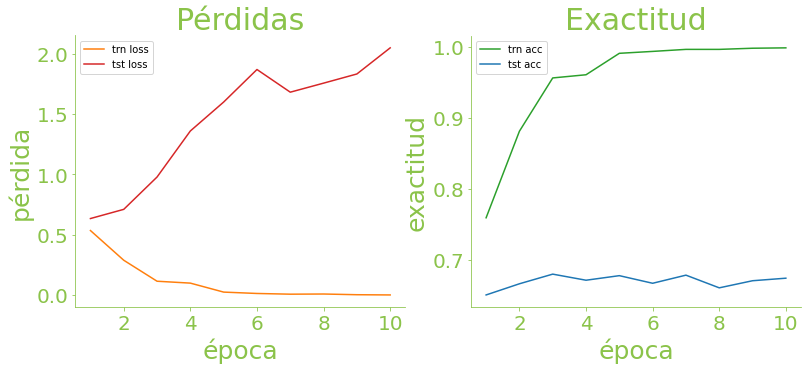 Pérdidas
trn loss
tst loss
2.0
1.5
1.0
0.5
0.0
pérdida
2 4 6 8 10
época
Exactitud
trn acc
tst acc
1.0
0.9
0.8
0.7
exactitud
2 4 6 8 10
época